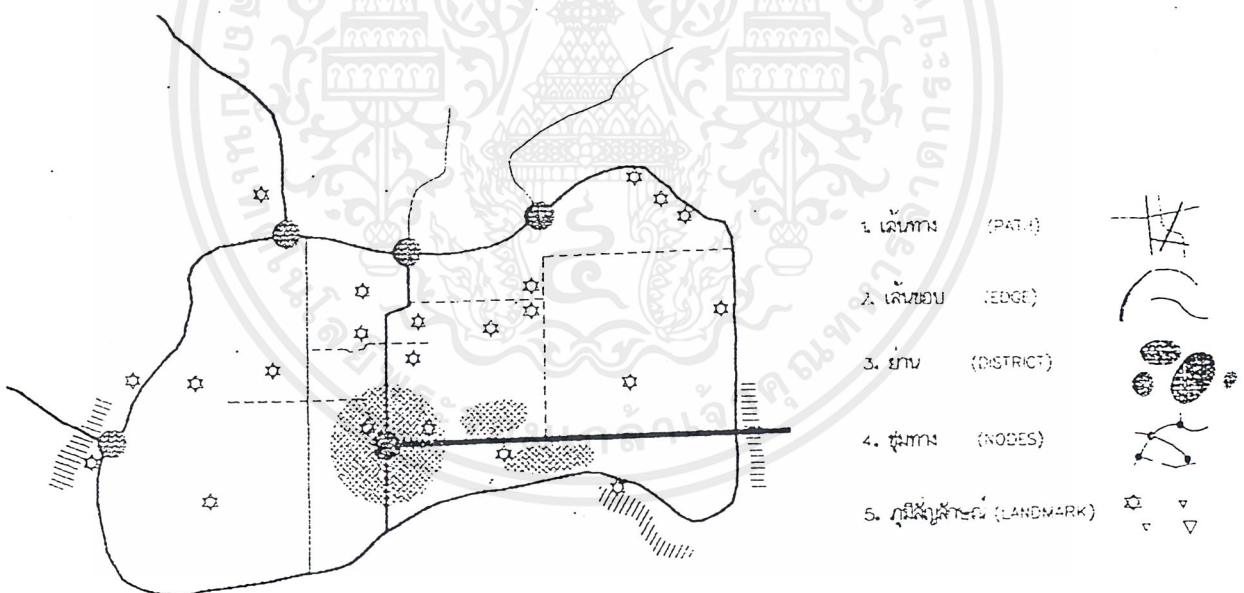 1. เส้นทาง (PATH)
2. เส้นขอบ (EDGE)
3. ย่าน (DISTRICT)
4. ชุมทาง (NODES)
5. ภูมิสัญลักษณ์ (LANDMARK)